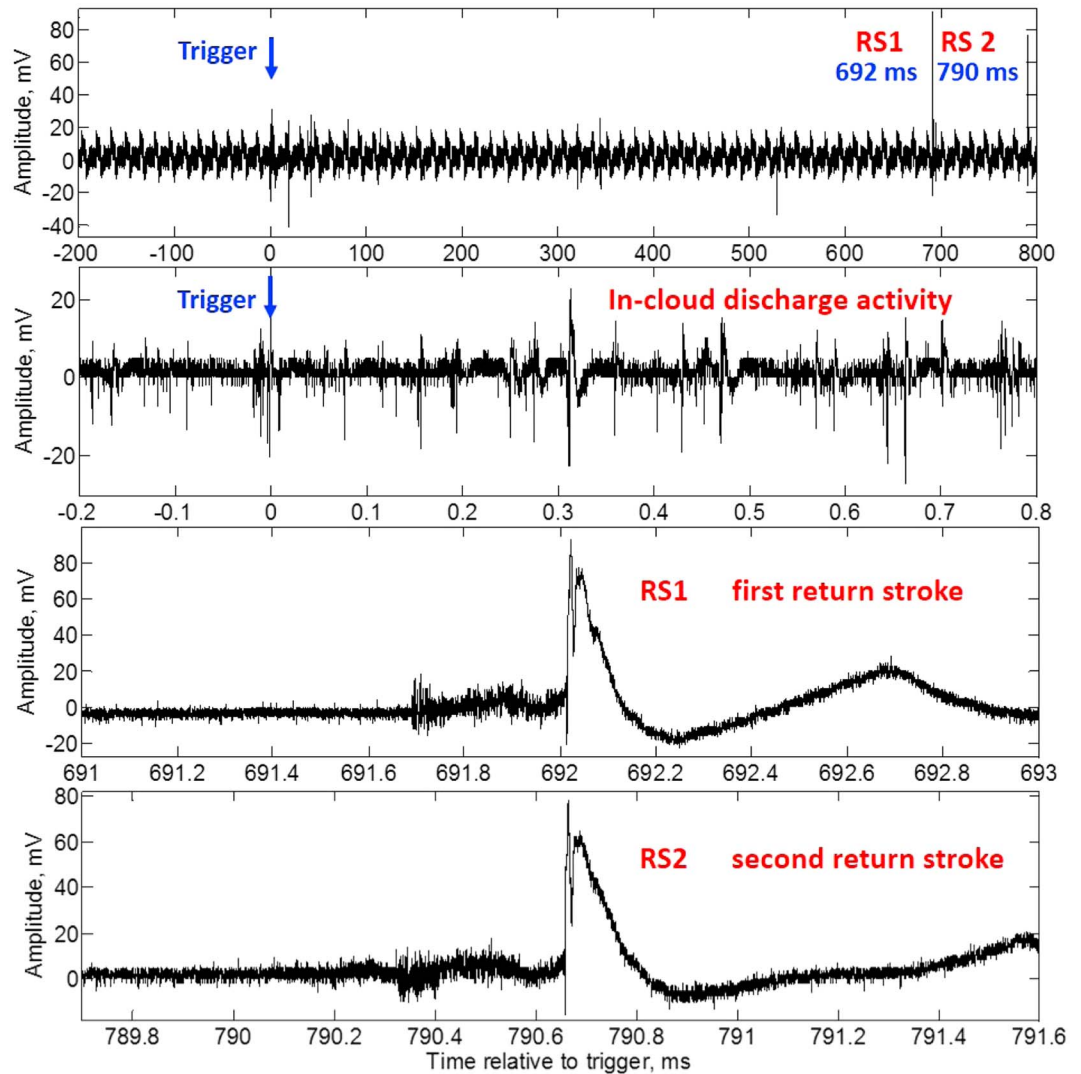 80
60
40
20
0
-20
-40
Amplitude, mV
Trigger
RS1
692 ms
RS 2
790 ms
-200 -100 0 100 200 300 400 500 600 700 800
20
0
-20
Amplitude, mV
Trigger
In-cloud discharge activity
-0.2 -0.1 0 0.1 0.2 0.3 0.4 0.5 0.6 0.7 0.8
80
60
40
20
0
-20
Amplitude, mV
RS1 first return stroke
691 691.2 691.4 691.6 691.8 692 692.2 692.4 692.6 692.8 693
80
60
40
20
0
Amplitude, mV
RS2 second return stroke
789.8 790 790.2 790.4 790.6 790.8 791 791.2 791.4 791.6
Time relative to trigger, ms